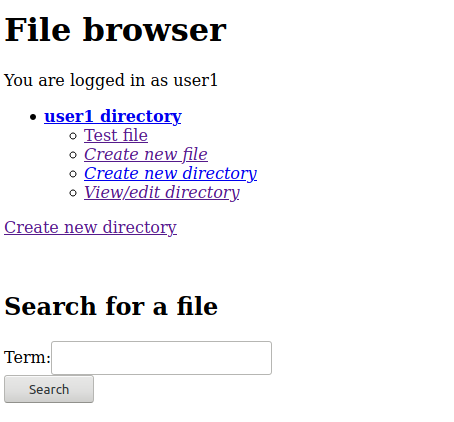 File browser
You are logged in as user1
user1 directory
Test file
Create new file
Create new directory
View/edit directory
Create new directory
Search for a file
Term:
Search